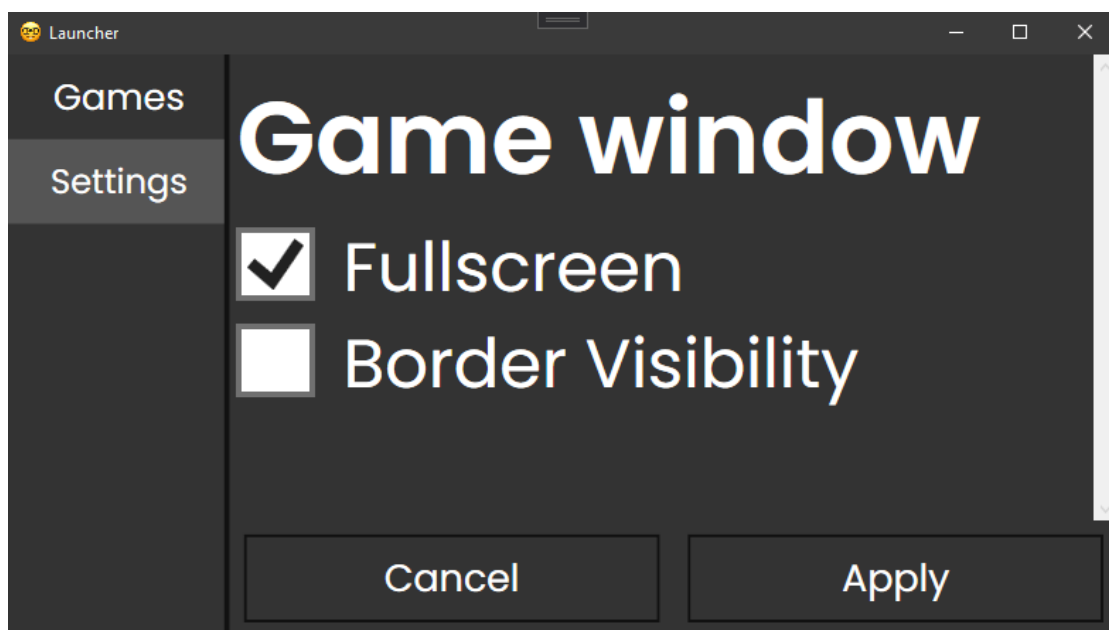 Launcher
Games
Settings
Game window
Fullscreen
Border Visibility
Cancel
Apply